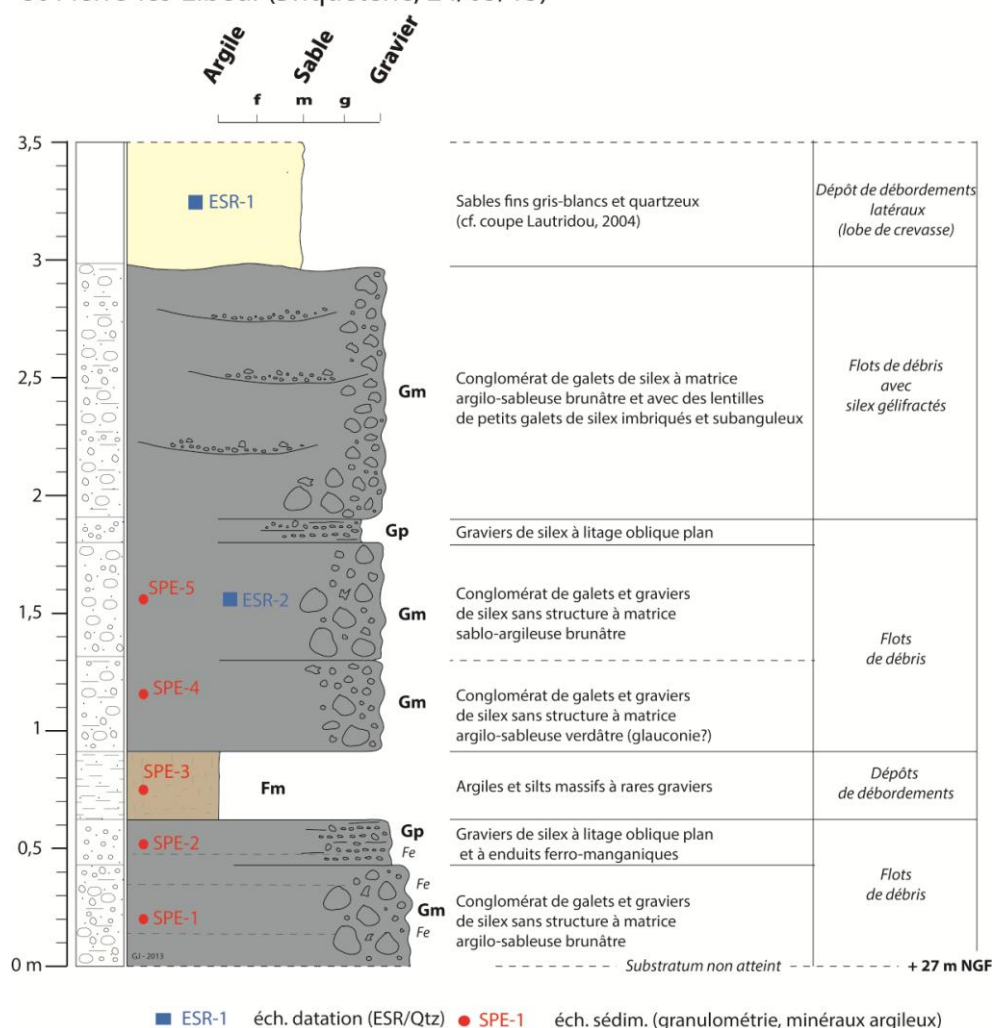 St Pierre-lès-Elbeuf (Briqueterie,
Argile Sable Gravier
f m g
3,5
ESR-1
Sables fins gris-blancs et quartzeux
(cf. coupe Lautridou, 2004)
Dépôt de débordements
latéraux
(lobe de crevasse)
3
2,5
Gm
Conglomérat de galets de silex à matrice
argilo-sableuse brunâtre et avec des lentilles
de petits galets de silex imbriqués et subanguleux
Flots de débris
avec
silex gélifractés
2
Gp
Graviers de silex à litage oblique plan
SPE-5
ESR-2
1,5
Gm
Conglomérat de galets et graviers
de silex sans structure à matrice
sablo-argileuse brunâtre
Flots
de débris
SPE-4
Gm
Conglomérat de galets et graviers
de silex sans structure à matrice
argilo-sableuse verdâtre (glauconie?)
1
SPE-3
Fm
Argiles et silts massifs à rares graviers
Dépôts
de débordements
0,5
SPE-2
Gp
Fe
Graviers de silex à litage oblique plan
et à enduits ferro-manganiques
Fe
SPE-1
Gm
Fe
Conglomérat de galets et graviers
de silex sans structure à matrice
argilo-sableuse brunâtre
Flots
de débris
GJ - 2013
0 m
Substratum non atteint
+ 27 m NGF
ESR-1 éch. datation (ESR/Qtz) SPE-1 éch. sédim. (granulométrie, minéraux argileux)